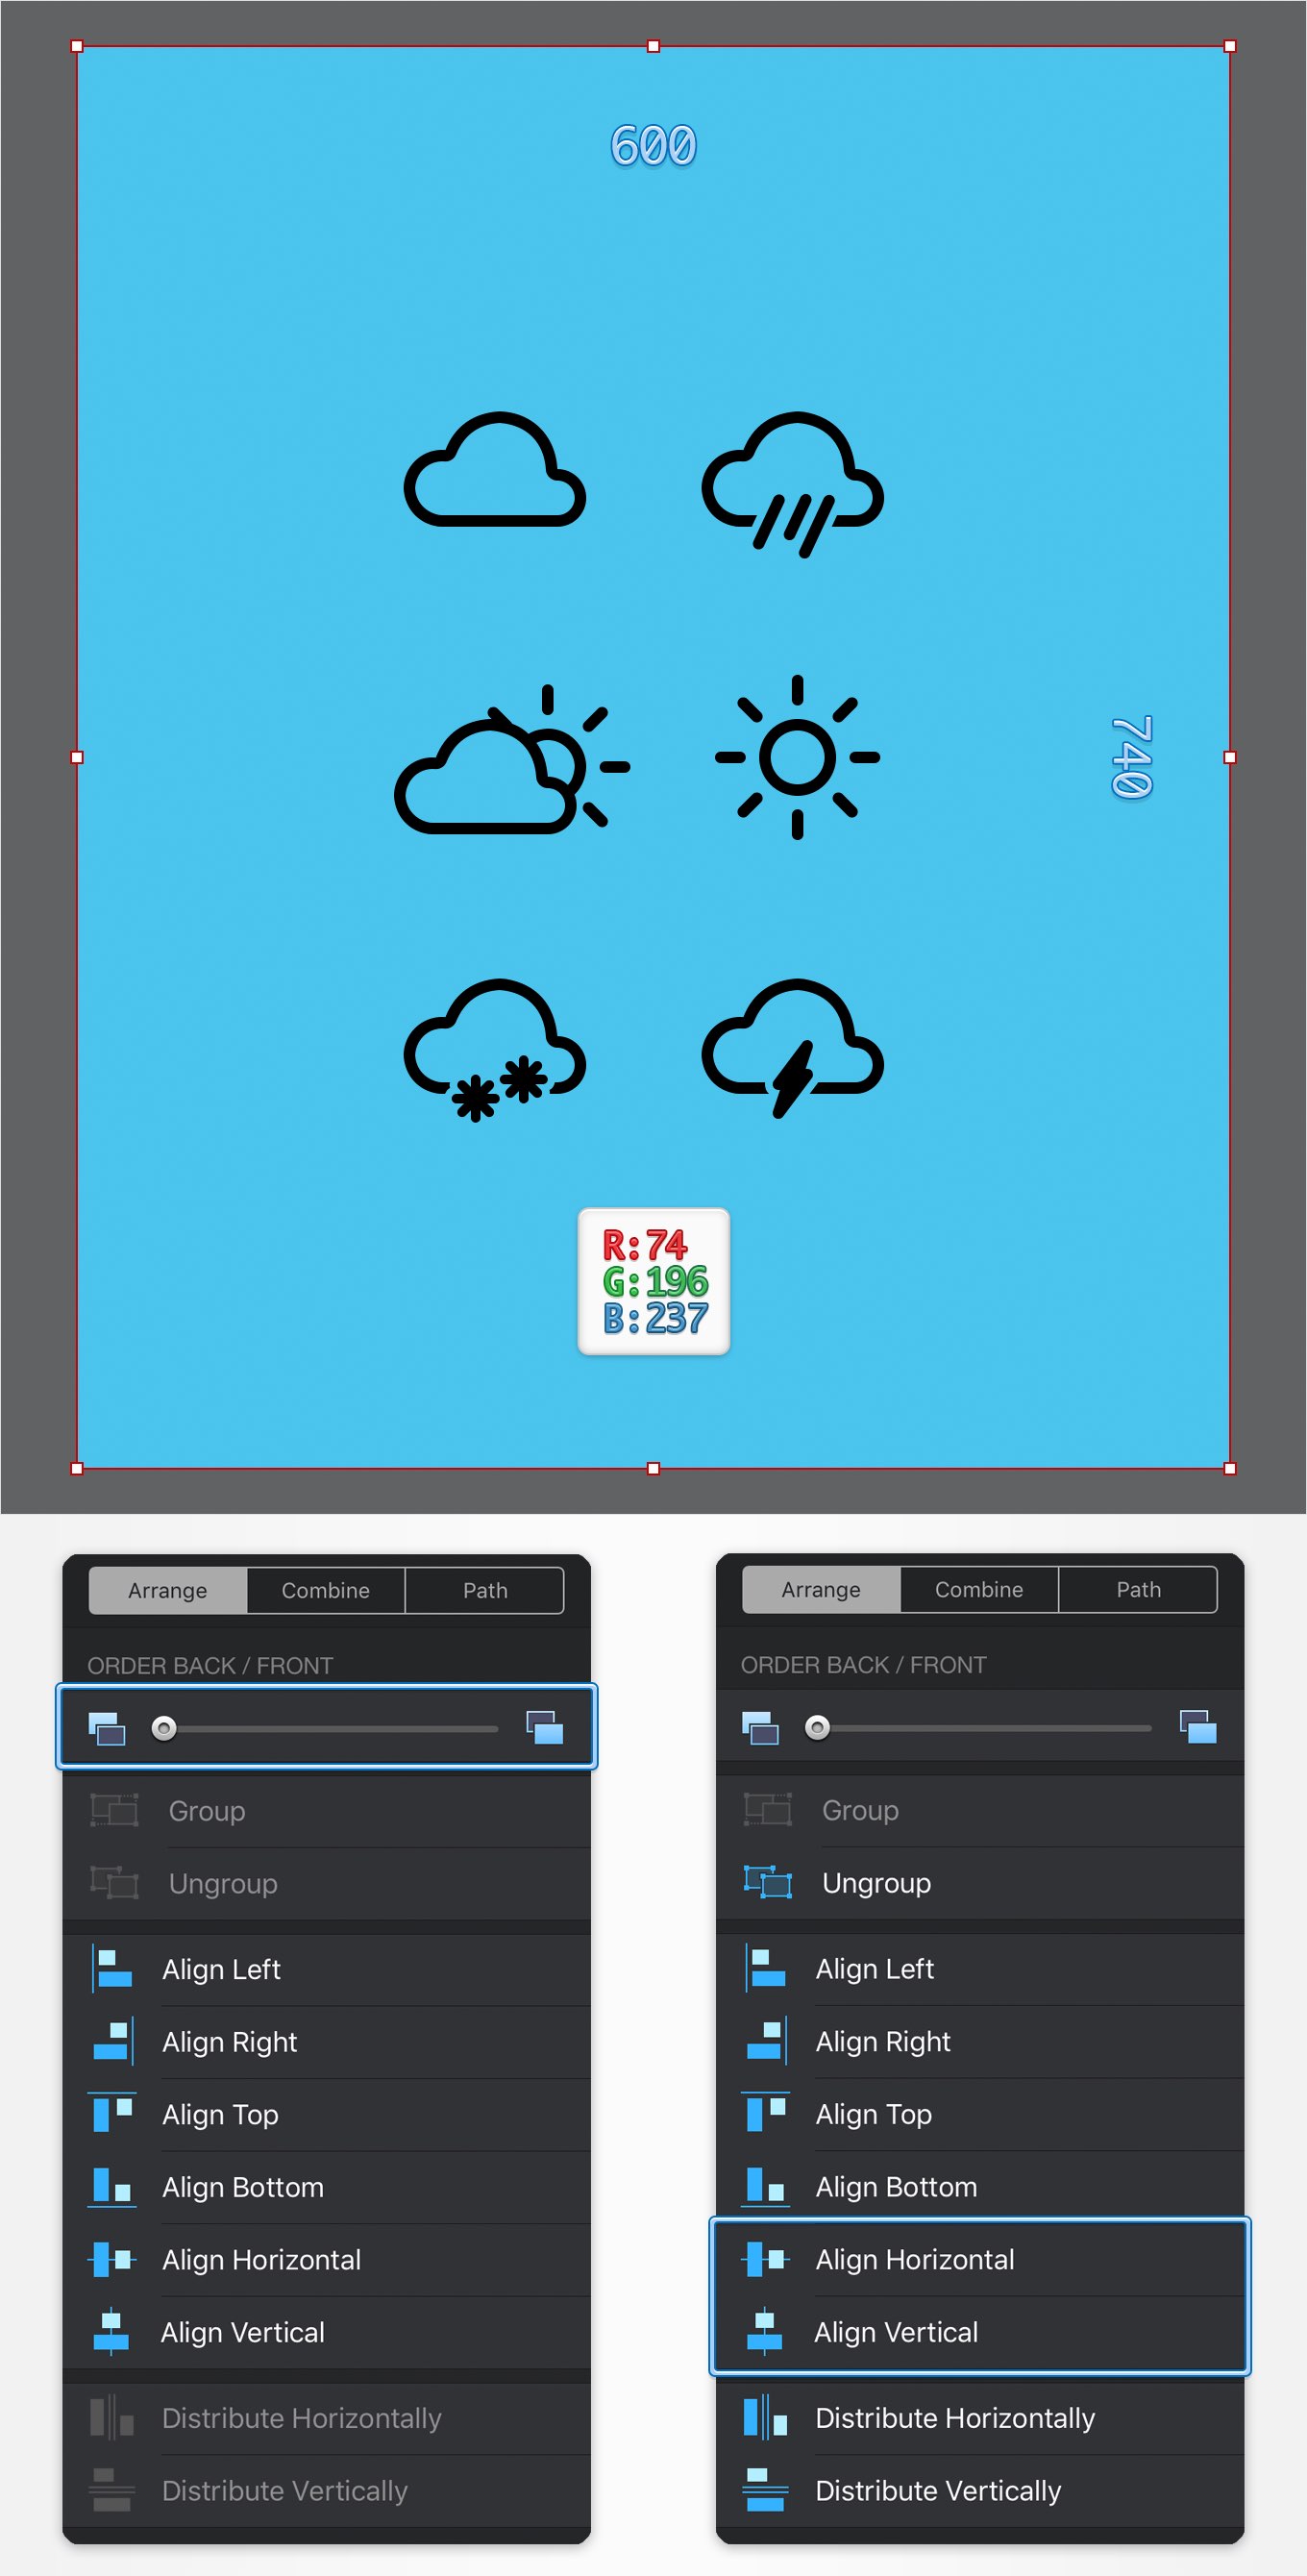 600
740
R:74
G:196
B:237
Arrange Combine Path
ORDER BACK / FRONT
Group
Ungroup
Align Left
Align Right
Align Top
Align Bottom
Align Horizontal
Align Vertical
Distribute Horizontally
Distribute Vertically
Arrange Combine Path
ORDER BACK / FRONT
Group
Ungroup
Align Left
Align Right
Align Top
Align Bottom
Align Horizontal
Align Vertical
Distribute Horizontally
Distribute Vertically